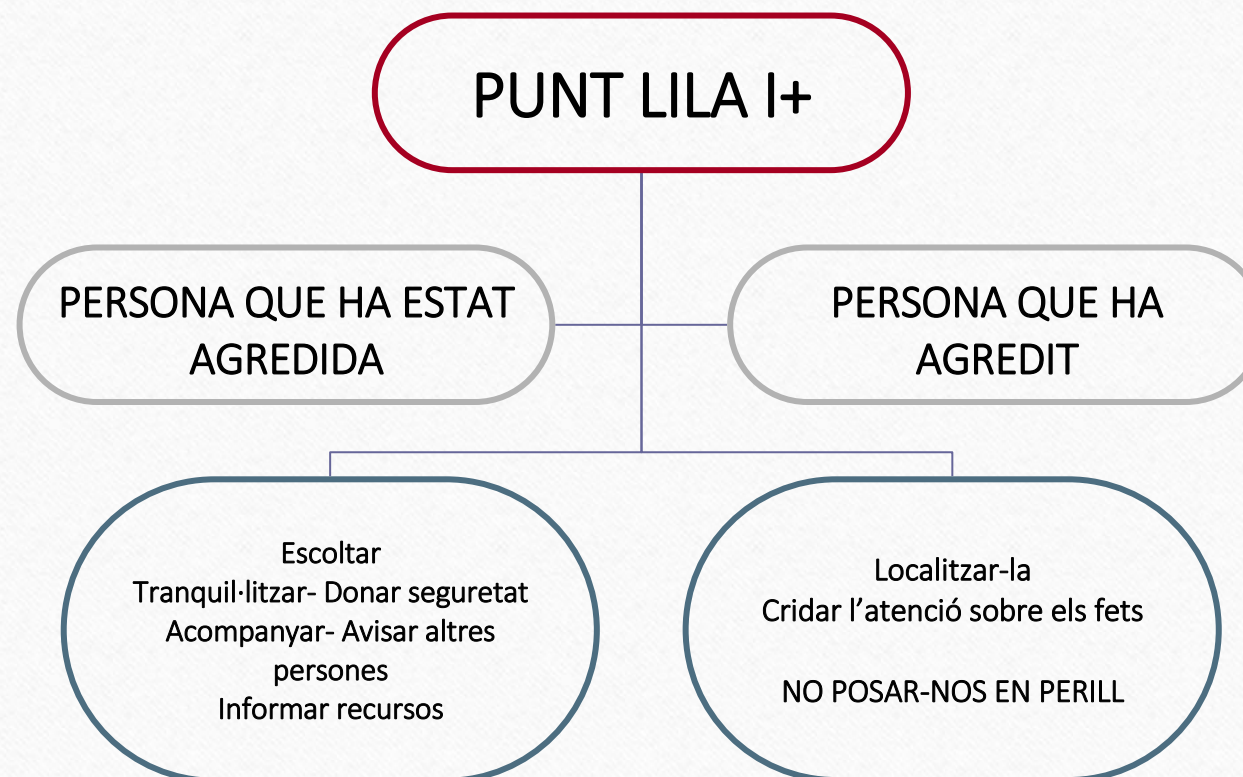 PUNT LILA I+
PERSONA QUE HA ESTAT
AGREDIDA
PERSONA QUE HA
AGREDIT
Escoltar
Tranquil·litzar- Donar seguretat
Acompanyar- Avisar altres
persones
Informar recursos
Localitzar-la
Cridar l’atenció sobre els fets
NO POSAR-NOS EN PERILL